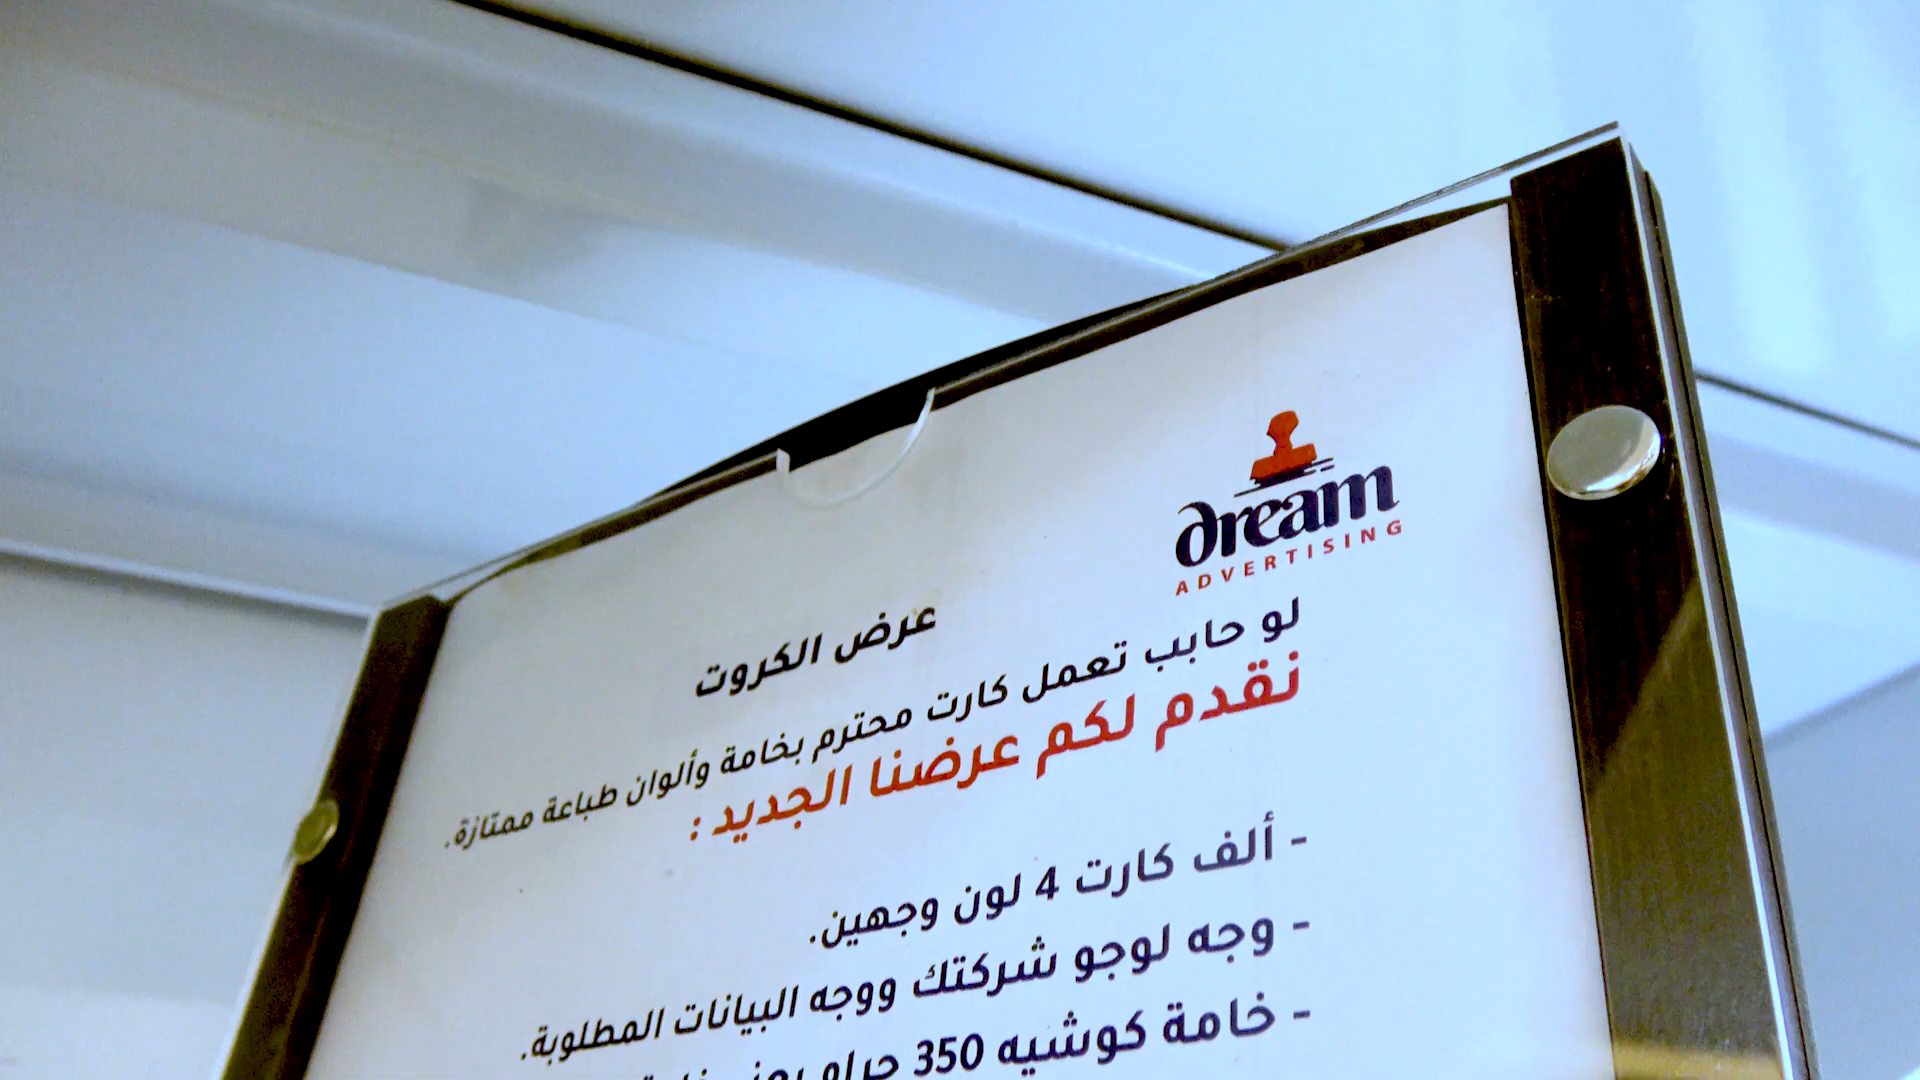 dream
ADVERTISING
عرض الكروت
لو حابب تعمل كارت محترم بخامة وألوان طباعة ممتازة.
نقدم لكم عرضنا الجديد :
- ألف كارت 4 لون وجهين.
- وجه لوجو شركتك ووجه البيانات المطلوبة.
- خامة كوشيه 350 جرام